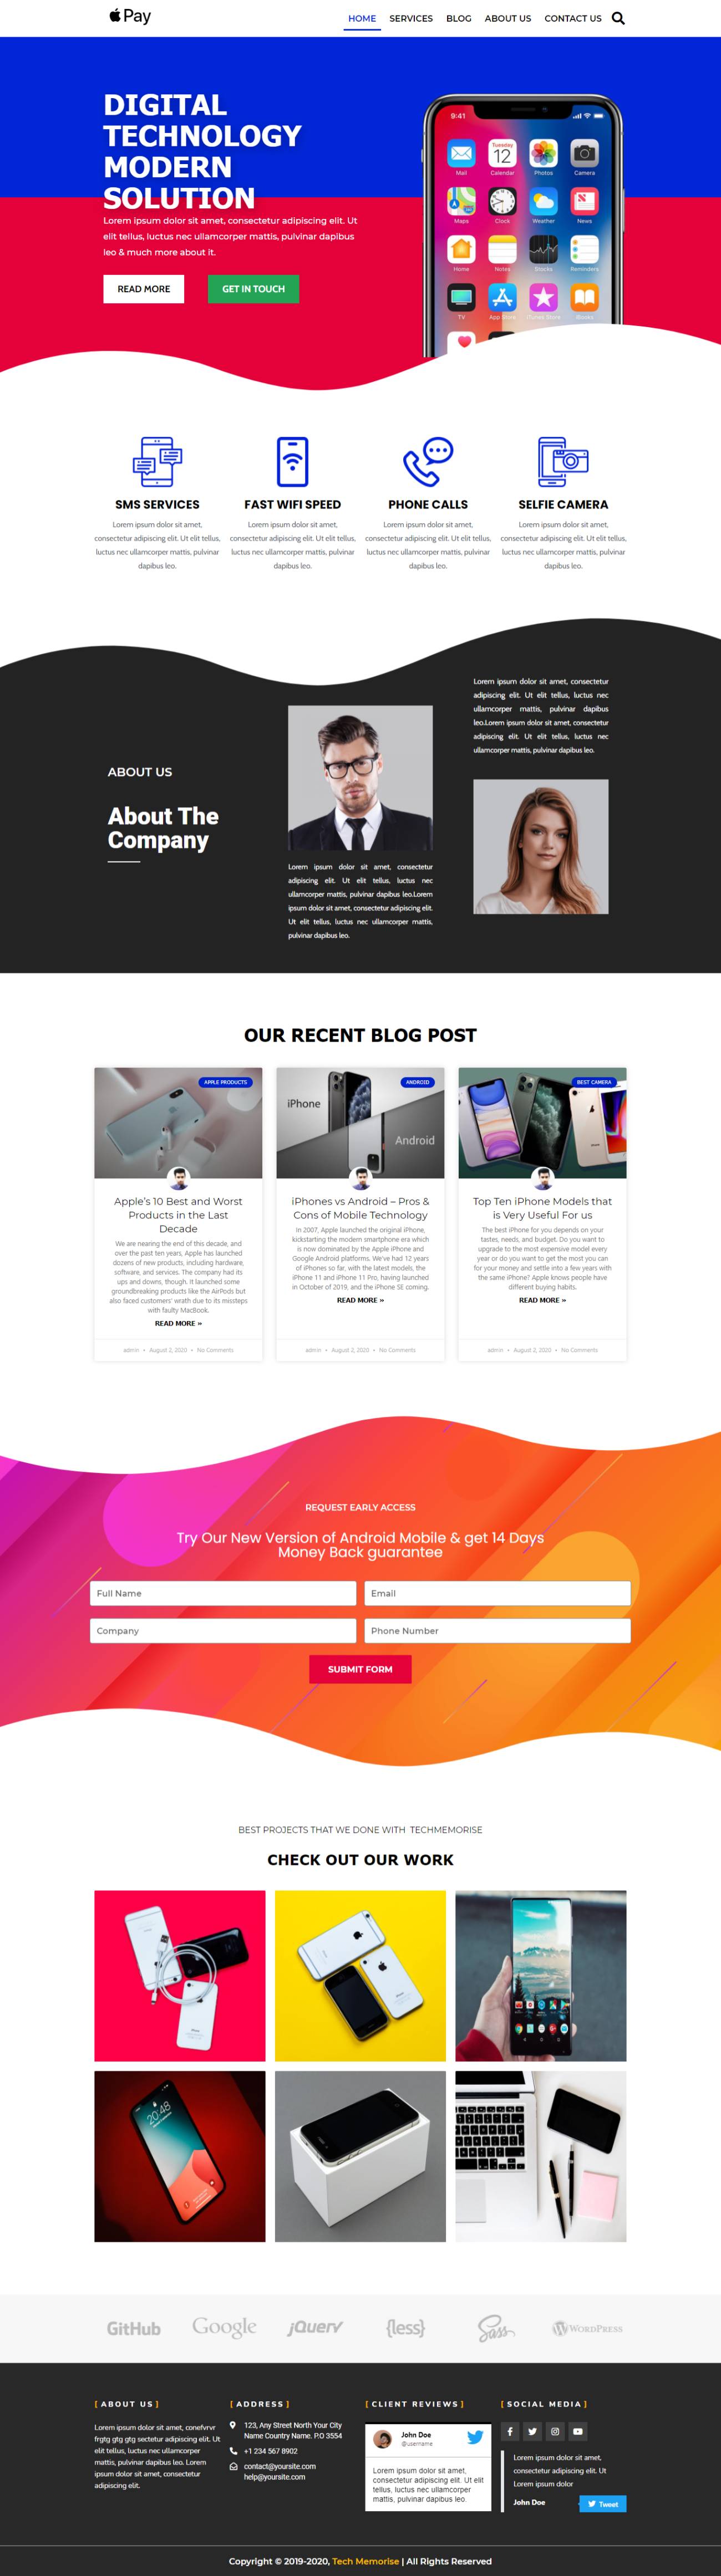 Pay
HOME SERVICES BLOG ABOUT US CONTACT US
DIGITAL
TECHNOLOGY
MODERN
SOLUTION
Lorem ipsum dolor sit amet, consectetur adipiscing elit. Ut
elit tellus, luctus nec ullamcorper mattis, pulvinar dapibus
leo & much more about it.
READ MORE
GET IN TOUCH
9:41
Tuesday
12
Mail Calendar Photos Camera
Maps Clock Weather News
Home Notes Stocks Reminders
TV App Store iTunes Store Books
SMS SERVICES
Lorem ipsum dolor sit amet,
consectetur adipiscing elit. Ut elit tellus,
luctus nec ullamcorper mattis, pulvinar
dapibus leo.
FAST WIFI SPEED
Lorem ipsum dolor sit amet,
consectetur adipiscing elit. Ut elit tellus,
luctus nec ullamcorper mattis, pulvinar
dapibus leo.
PHONE CALLS
Lorem ipsum dolor sit amet,
consectetur adipiscing elit. Ut elit tellus,
luctus nec ullamcorper mattis, pulvinar
dapibus leo.
SELFIE CAMERA
Lorem ipsum dolor sit amet,
consectetur adipiscing elit. Ut elit tellus,
luctus nec ullamcorper mattis, pulvinar
dapibus leo.
ABOUT US
About The
Company
Lorem ipsum dolor sit amet, consectetur
adipiscing elit. Ut elit tellus, luctus nec
ullamcorper mattis, pulvinar dapibus leo.Lorem
ipsum dolor sit amet, consectetur adipiscing elit.
Ut elit tellus, luctus nec ullamcorper mattis,
pulvinar dapibus leo.
Lorem ipsum dolor sit amet, consectetur
adipiscing elit. Ut elit tellus, luctus nec
ullamcorper mattis, pulvinar dapibus
leo.Lorem ipsum dolor sit amet, consectetur
adipiscing elit. Ut elit tellus, luctus nec
ullamcorper mattis, pulvinar dapibus leo.
OUR RECENT BLOG POST
APPLE PRODUCTS
Apple's 10 Best and Worst
Products in the Last
Decade
We are nearing the end of this decade, and
over the past ten years, Apple has launched
dozens of new products, including hardware,
software, and services. The company had its
ups and downs, though. It launched some
groundbreaking products like the AirPods but
also faced customers' wrath due to its missteps
with faulty MacBook.
READ MORE »
admin • August 2, 2020 • No Comments
ANDROID
iPhone
Android
iPhones vs Android – Pros &
Cons of Mobile Technology
In 2007, Apple launched the original iPhone,
kickstarting the modern smartphone era which
is now dominated by the Apple iPhone and
Google Android platforms. We've had 12 years
of iPhones so far, with the latest models, the
iPhone 11 and iPhone 11 Pro, having launched
in October of 2019, and the iPhone SE coming.
READ MORE »
admin • August 2, 2020 • No Comments
BEST CAMERA
Top Ten iPhone Models that
is Very Useful For us
The best iPhone for you depends on your
tastes, needs, and budget. Do you want to
upgrade to the most expensive model every
year or do you want to get the most you can
for your money and settle into a few years with
the same iPhone? Apple knows people have
different buying habits.
READ MORE »
admin • August 2, 2020 • No Comments
REQUEST EARLY ACCESS
Try Our New Version of Android Mobile & get 14 Days
Money Back guarantee
Full Name
Email
Company
Phone Number
SUBMIT FORM
BEST PROJECTS THAT WE DONE WITH TECHMEMORISE
CHECK OUT OUR WORK
20:48
GitHub Google jQuery {less} Sass WORDPRESS
[ ABOUT US ]
Lorem ipsum dolor sit amet, conefvrvr
frgtg gtg gtg sectetur adipiscing elit. Ut
elit tellus, luctus nec ullamcorper
mattis, pulvinar dapibus leo. Lorem
ipsum dolor sit amet, consectetur
adipiscing elit.
[ ADDRESS ]
123, Any Street North Your City
Name Country Name. P.O 3554
+1 234 567 8902
contact@yoursite.com
help@yoursite.com
[ CLIENT REVIEWS ]
John Doe
@username
Lorem ipsum dolor sit amet,
consectetur adipiscing elit. Ut elit
tellus, luctus nec ullamcorper
mattis, pulvinar dapibus leo.
[ SOCIAL MEDIA ]
Lorem ipsum dolor sit amet,
consectetur adipiscing elit. Ut
Lorem ipsum dolor
John Doe
Tweet
Copyright © 2019-2020, Tech Memorise | All Rights Reserved